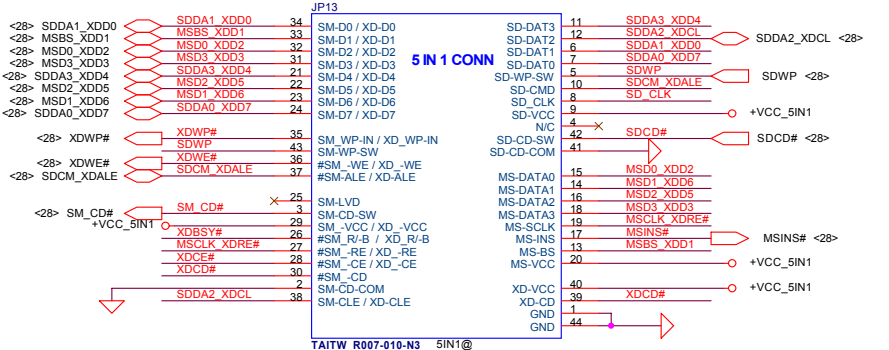 JP13
<28> SDDA1_XDD0 SDDA1_XDD0 34 SM-D0 / XD-D0
<28> MSBS_XDD1 MSBS_XDD1 33 SM-D1 / XD-D1
<28> MSD0_XDD2 MSD0_XDD2 32 SM-D2 / XD-D2
<28> MSD3_XDD3 MSD3_XDD3 31 SM-D3 / XD-D3
<28> SDDA3_XDD4 SDDA3_XDD4 21 SM-D4 / XD-D4
<28> MSD2_XDD5 MSD2_XDD5 22 SM-D5 / XD-D5
<28> MSD1_XDD6 MSD1_XDD6 23 SM-D6 / XD-D6
<28> SDDA0_XDD7 SDDA0_XDD7 24 SM-D7 / XD-D7
<28> XDWP# XDWP# 35 SM_WP-IN / XD_WP-IN
SDWP 43 SM-WP-SW
<28> XDWE# XDWE# 36 #SM_-WE / XD_-WE
<28> SDCM_XDALE SDCM_XDALE 37 #SM-ALE / XD-ALE
25 SM-LVD
<28> SM_CD# SM_CD# 3 SM-CD-SW
+VCC_5IN1 29 SM_-VCC / XD_-VCC
XDBSY# 26 #SM_R/-B / XD_R/-B
MSCLK_XDRE# 27 #SM_-RE / XD_-RE
XDCE# 28 #SM_-CE / XD_-CE
XDCD# 30 #SM_-CD
2 SM-CD-COM
SDDA2_XDCL 38 SM-CLE / XD-CLE
5 IN 1 CONN
SD-DAT3 11 SDDA3_XDD4
SD-DAT2 12 SDDA2_XDCL SDDA2_XDCL <28>
SD-DAT1 6 SDDA1_XDD0
SD-DAT0 7 SDDA0_XDD7
SD-WP-SW 5 SDWP SDWP <28>
SD-CMD 10 SDCM_XDALE
SD_CLK 8 SD_CLK
SD-VCC 9 +VCC_5IN1
N/C 4
SD-CD-SW 42 SDCD# SDCD# <28>
SD-CD-COM 41
MS-DATA0 15 MSD0_XDD2
MS-DATA1 14 MSD1_XDD6
MS-DATA2 16 MSD2_XDD5
MS-DATA3 18 MSD3_XDD3
MS-SCLK 19 MSCLK_XDRE#
MS-INS 17 MSINS# MSINS# <28>
MS-BS 13 MSBS_XDD1
MS-VCC 20 +VCC_5IN1
XD-VCC 40 +VCC_5IN1
XD-CD 39 XDCD#
GND 1
GND 44
TAITW_R007-010-N3 5IN1@